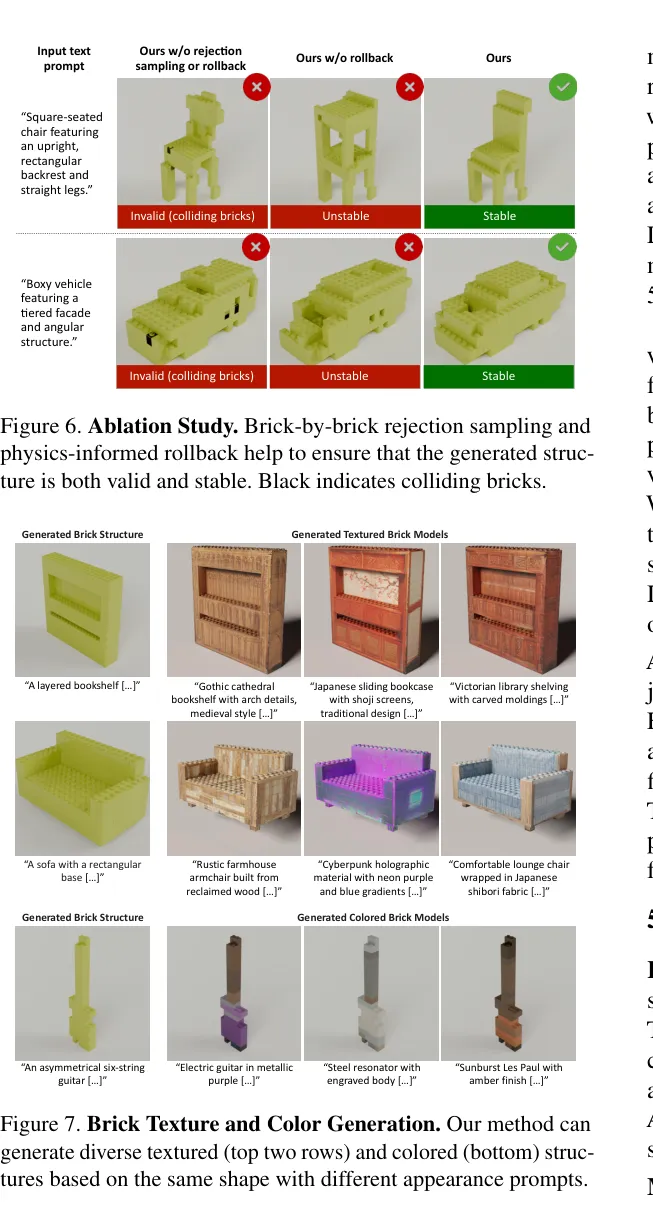 Input text
prompt
Ours w/o rejection
sampling or rollback
Ours w/o rollback
Ours
“Square-seated
chair featuring
an upright,
rectangular
backrest and
straight legs.”
Invalid (colliding bricks)
Unstable
Stable
“Boxy vehicle
featuring a
tiered facade
and angular
structure.”
Invalid (colliding bricks)
Unstable
Stable
Figure 6. Ablation Study. Brick-by-brick rejection sampling and
physics-informed rollback help to ensure that the generated struc-
ture is both valid and stable. Black indicates colliding bricks.
Generated Brick Structure
Generated Textured Brick Models
“A layered bookshelf […]”
“Gothic cathedral
bookshelf with arch details,
medieval style […]”
“Japanese sliding bookcase
with shoji screens,
traditional design […]”
“Victorian library shelving
with carved moldings […]”
“A sofa with a rectangular
base […]”
“Rustic farmhouse
armchair built from
reclaimed wood […]”
“Cyberpunk holographic
material with neon purple
and blue gradients […]”
“Comfortable lounge chair
wrapped in Japanese
shibori fabric […]”
Generated Brick Structure
Generated Colored Brick Models
“An asymmetrical six-string
guitar […]”
“Electric guitar in metallic
purple […]”
“Steel resonator with
engraved body […]”
“Sunburst Les Paul with
amber finish […]”
Figure 7. Brick Texture and Color Generation. Our method can
generate diverse textured (top two rows) and colored (bottom) struc-
tures based on the same shape with different appearance prompts.